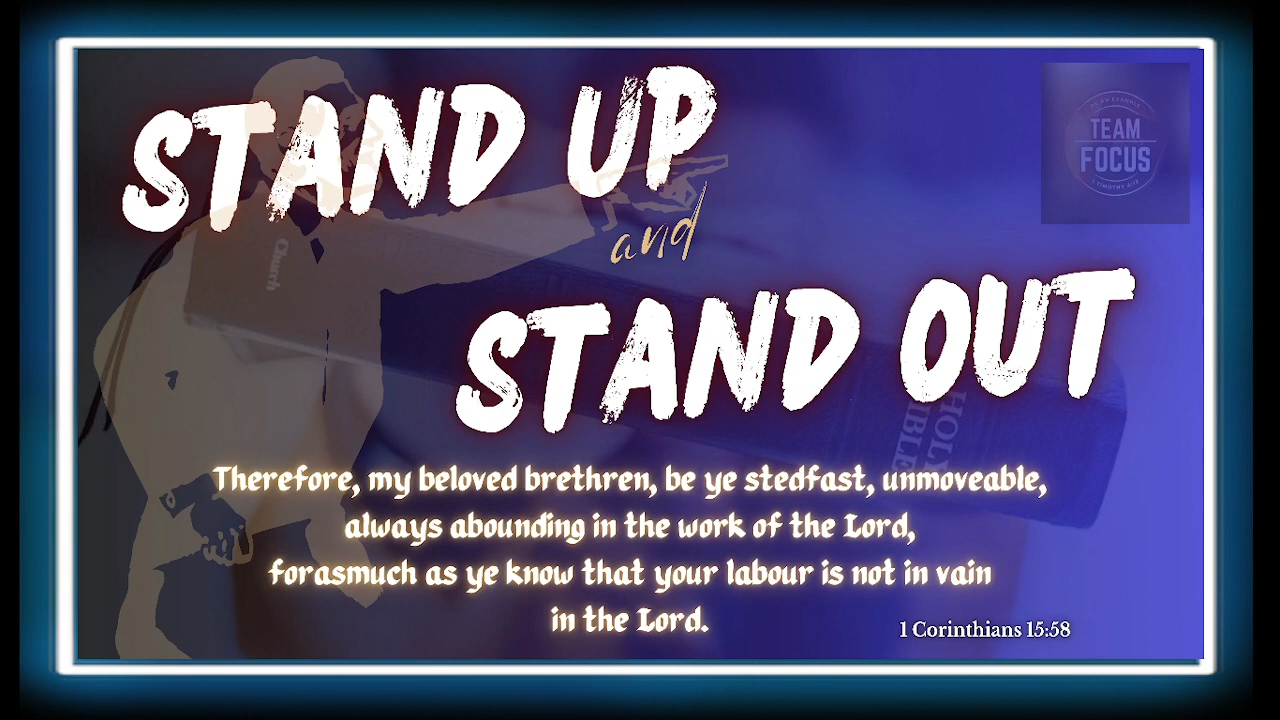 STAND UP
and
STAND OUT
TEAM
FOCUS
Church
HOLY
BIBLE
Therefore, my beloved brethren, be ye stedfast, unmoveable,
always abounding in the work of the Lord,
forasmuch as ye know that your labour is not in vain
in the Lord.
1 Corinthians 15:58